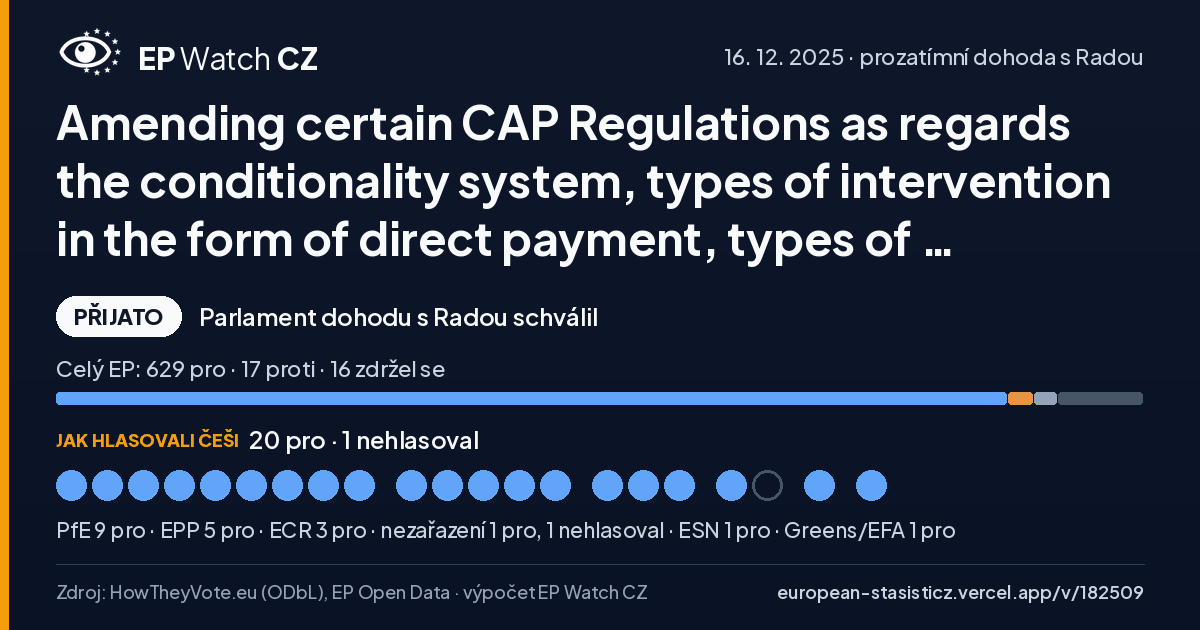 EP Watch CZ
16. 12. 2025 · prozatímní dohoda s Radou
Amending certain CAP Regulations as regards
the conditionality system, types of intervention
in the form of direct payment, types of …
PŘIJATO Parlament dohodu s Radou schválil
Celý EP: 629 pro · 17 proti · 16 zdržel se
JAK HLASOVALI ČEŠI 20 pro · 1 nehlasoval
PfE 9 pro · EPP 5 pro · ECR 3 pro · nezařazení 1 pro, 1 nehlasoval · ESN 1 pro · Greens/EFA 1 pro
Zdroj: HowTheyVote.eu (ODbL), EP Open Data · výpočet EP Watch CZ
european-stasisticz.vercel.app/v/182509